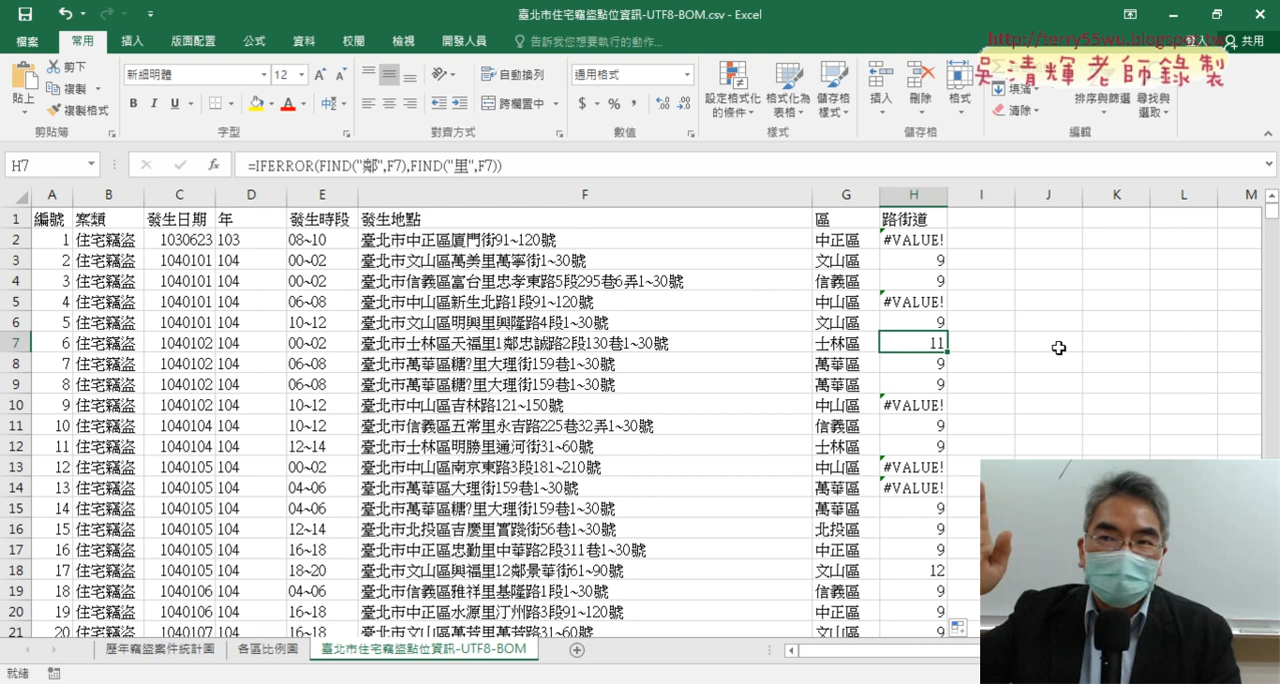 臺北市住宅竊盜點位資訊-UTF8-BOM.csv - Excel
檔案 常用 插入 版面配置 公式 資料 校閱 檢視 開發人員 告訴我您想要執行的動作... 登入 共用
http://terry55wu.blogspot.tw
吳清輝老師錄製
貼上 剪下 複製 複製格式 剪貼簿
新細明體 12 B I U A 中 字型
自動換列 跨欄置中 對齊方式
通用格式 $ % , 數值
設定格式化的條件 格式化為表格 儲存格樣式 樣式
插入 刪除 格式 儲存格
填滿 清除 排序與篩選 尋找與選取 編輯
H7 fx =IFERROR(FIND("鄰",F7),FIND("里",F7))
A B C D E F G H I J K L M
1 編號 案類 發生日期 年 發生時段 發生地點 區 路街道
2 1 住宅竊盜 1030623 103 08~10 臺北市中正區廈門街91~120號 中正區 #VALUE!
3 2 住宅竊盜 1040101 104 00~02 臺北市文山區萬美里萬寧街1~30號 文山區 9
4 3 住宅竊盜 1040101 104 00~02 臺北市信義區富台里忠孝東路5段295巷6弄1~30號 信義區 9
5 4 住宅竊盜 1040101 104 06~08 臺北市中山區新生北路1段91~120號 中山區 #VALUE!
6 5 住宅竊盜 1040101 104 10~12 臺北市文山區明興里興隆路4段1~30號 文山區 9
7 6 住宅竊盜 1040102 104 00~02 臺北市士林區天福里1鄰忠誠路2段130巷1~30號 士林區 11
8 7 住宅竊盜 1040102 104 06~08 臺北市萬華區糖?里大理街159巷1~30號 萬華區 9
9 8 住宅竊盜 1040102 104 06~08 臺北市萬華區糖?里大理街159巷1~30號 萬華區 9
10 9 住宅竊盜 1040102 104 10~12 臺北市中山區吉林路121~150號 中山區 #VALUE!
11 10 住宅竊盜 1040104 104 10~12 臺北市信義區五常里永吉路225巷32弄1~30號 信義區 9
12 11 住宅竊盜 1040104 104 12~14 臺北市士林區明勝里通河街31~60號 士林區 9
13 12 住宅竊盜 1040105 104 00~02 臺北市中山區南京東路3段181~210號 中山區 #VALUE!
14 13 住宅竊盜 1040105 104 04~06 臺北市萬華區大理街159巷1~30號 萬華區 #VALUE!
15 14 住宅竊盜 1040105 104 04~06 臺北市萬華區糖?里大理街159巷1~30號 萬華區 9
16 15 住宅竊盜 1040105 104 12~14 臺北市北投區吉慶里實踐街56巷1~30號 北投區 9
17 16 住宅竊盜 1040105 104 16~18 臺北市中正區忠勤里中華路2段311巷1~30號 中正區 9
18 17 住宅竊盜 1040105 104 18~20 臺北市文山區興福里12鄰景華街61~90號 文山區 12
19 18 住宅竊盜 1040106 104 04~06 臺北市信義區雅祥里基隆路1段1~30號 信義區 9
20 19 住宅竊盜 1040106 104 16~18 臺北市中正區水源里汀州路3段91~120號 中正區 9
21 20 住宅竊盜 1040107 104 16~18 臺北市文山區萬芳里萬芳路31~60號 文山區 9
歷年竊盜案件統計圖 各區比例圖 臺北市住宅竊盜點位資訊-UTF8-BOM
就緒